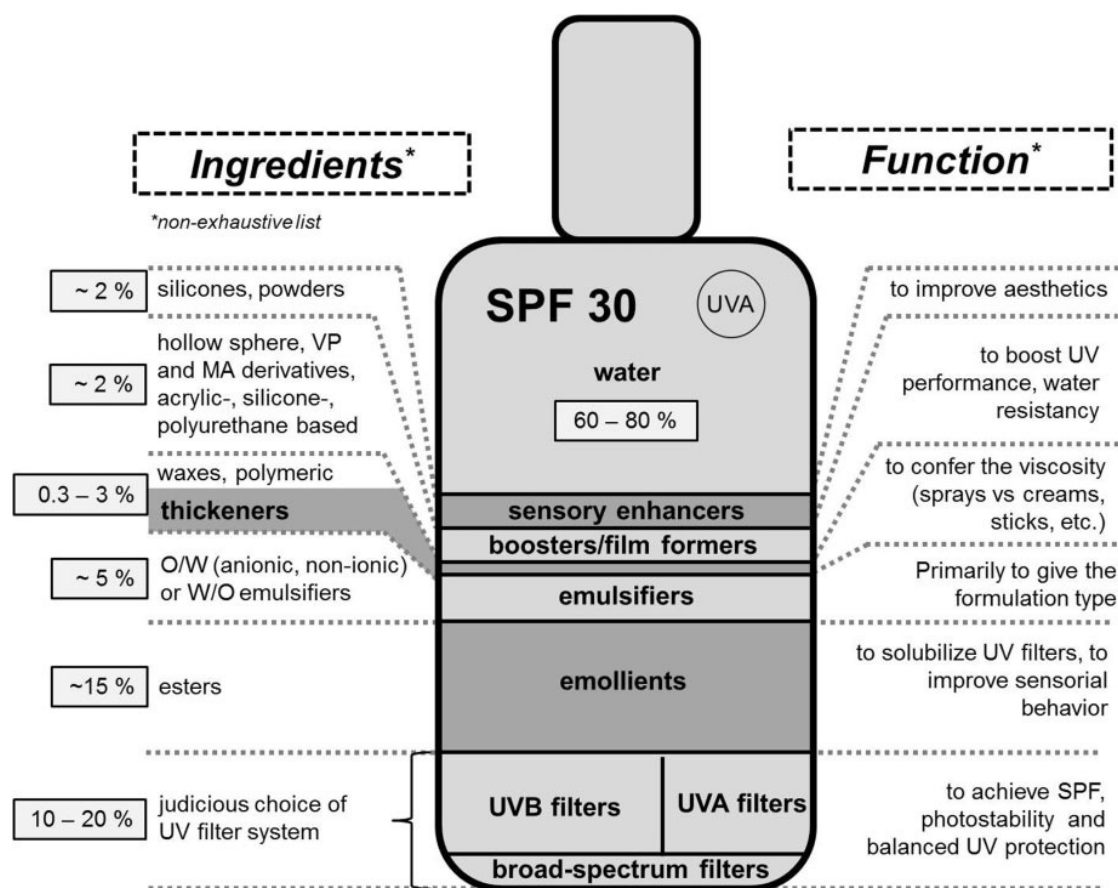 Ingredients*
Function*
*non-exhaustive list
SPF 30
UVA
water
60 – 80 %
~ 2 %
silicones, powders
to improve aesthetics
~ 2 %
hollow sphere, VP
and MA derivatives,
acrylic-, silicone-,
polyurethane based
to boost UV
performance, water
resistancy
0.3 – 3 %
waxes, polymeric
thickeners
to confer the viscosity
(sprays vs creams,
sticks, etc.)
sensory enhancers
boosters/film formers
~ 5 %
O/W (anionic, non-ionic)
or W/O emulsifiers
emulsifiers
Primarily to give the
formulation type
~15 %
esters
emollients
to solubilize UV filters, to
improve sensorial
behavior
10 – 20 %
judicious choice of
UV filter system
UVB filters
UVA filters
broad-spectrum filters
to achieve SPF,
photostability and
balanced UV protection